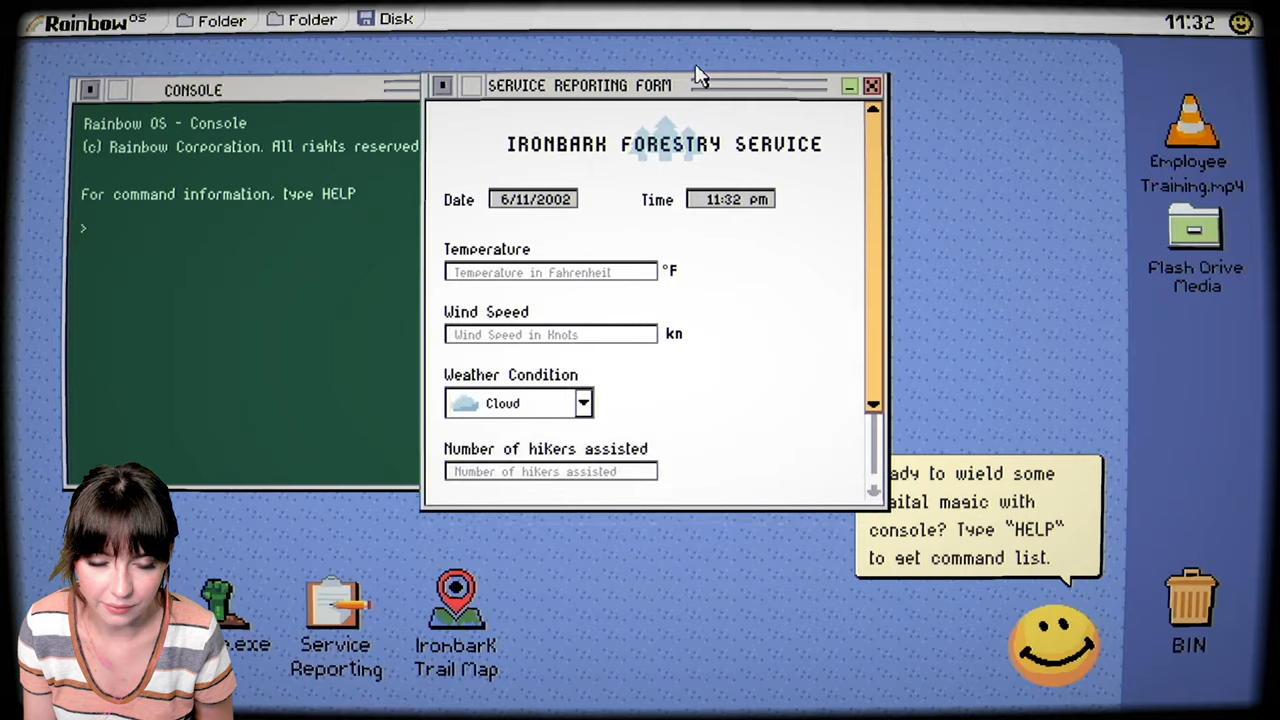 Rainbow OS
Folder
Folder
Disk
11:32
CONSOLE
Rainbow OS - Console
(c) Rainbow Corporation. All rights reserved
For command information, type HELP
>
SERVICE REPORTING FORM
IRONBARK FORESTRY SERVICE
Date 6/11/2002 Time 11:32 pm
Temperature
Temperature in Fahrenheit °F
Wind Speed
Wind Speed in Knots kn
Weather Condition
Cloud
Number of hikers assisted
Number of hikers assisted
Employee
Training.mp4
Flash Drive
Media
to wield some
magic with
console? Type "HELP"
to get command list.
.exe
Service
Reporting
Ironbark
Trail Map
BIN